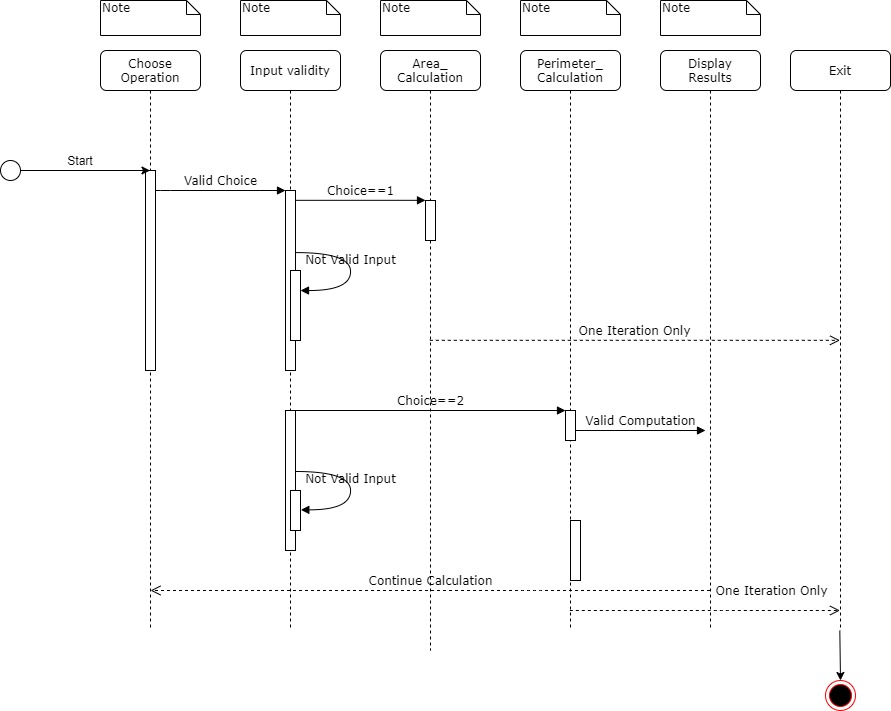 Note
Note
Note
Note
Note
Choose
Operation
Input validity
Area_
Calculation
Perimeter_
Calculation
Display
Results
Exit
Start
Valid Choice
Choice==1
Not Valid Input
One Iteration Only
Choice==2
Valid Computation
Not Valid Input
Continue Calculation
One Iteration Only